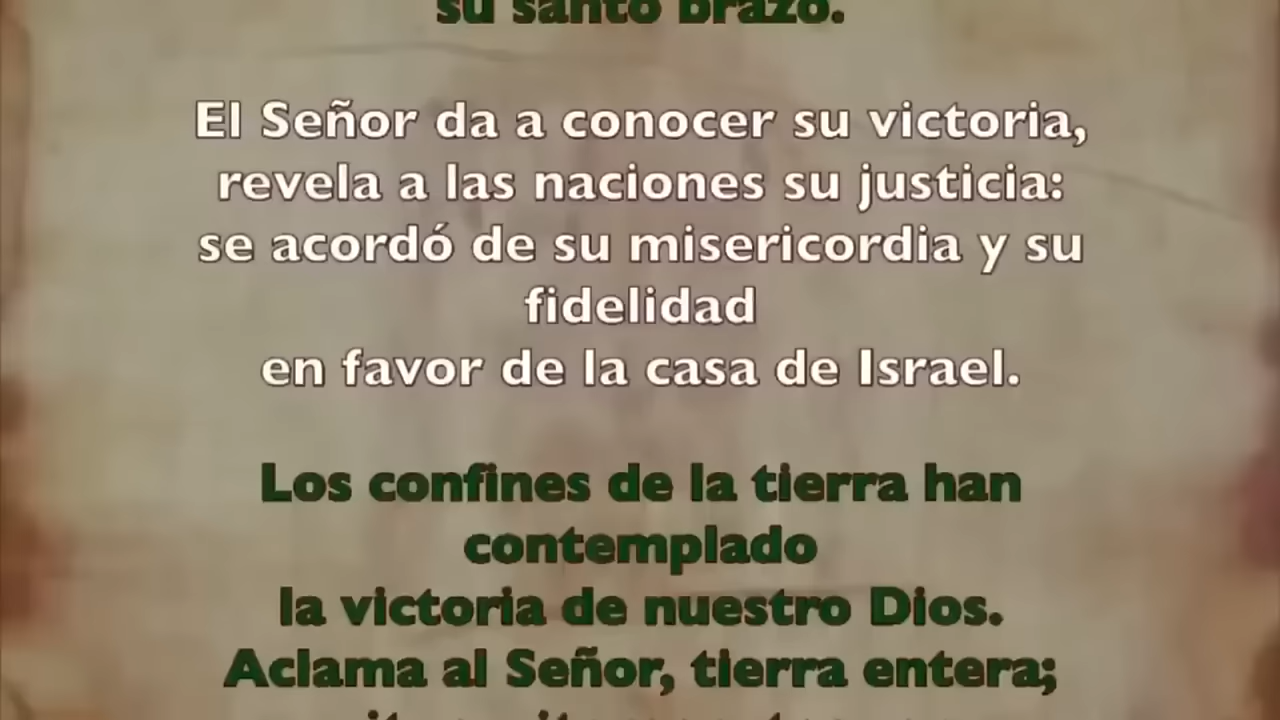 su santo brazo.
El Señor da a conocer su victoria,
revela a las naciones su justicia:
se acordó de su misericordia y su
fidelidad
en favor de la casa de Israel.
Los confines de la tierra han
contemplado
la victoria de nuestro Dios.
Aclama al Señor, tierra entera;